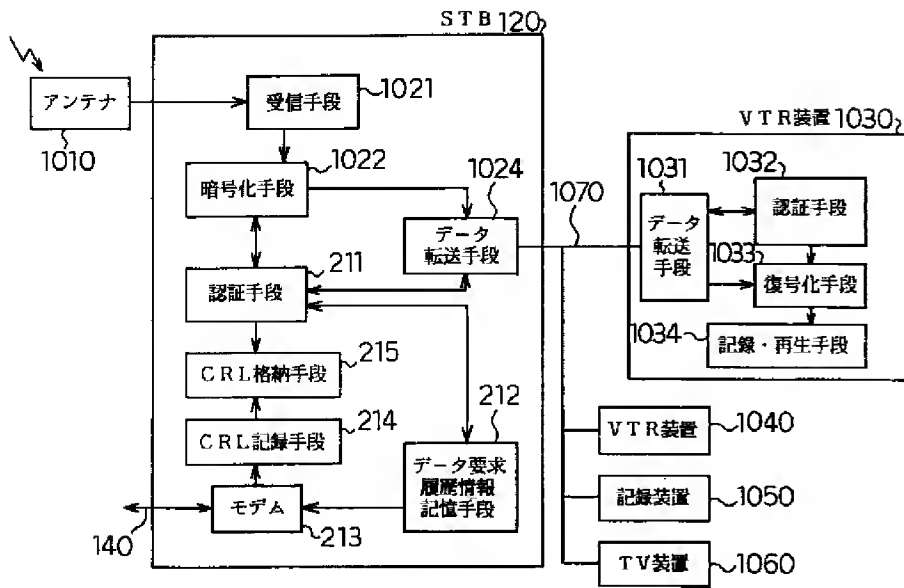 STB 120
アンテナ
1010
受信手段
1021
暗号化手段
1022
1024
データ
転送手段
認証手段
211
CRL格納手段
215
CRL記録手段
214
モデム
213
140
212
データ要求
履歴情報
記憶手段
1070
VTR装置 1030
1031
データ
転送
手段
1032
認証手段
1033
復号化手段
1034
記録・再生手段
VTR装置
1040
記録装置
1050
TV装置
1060